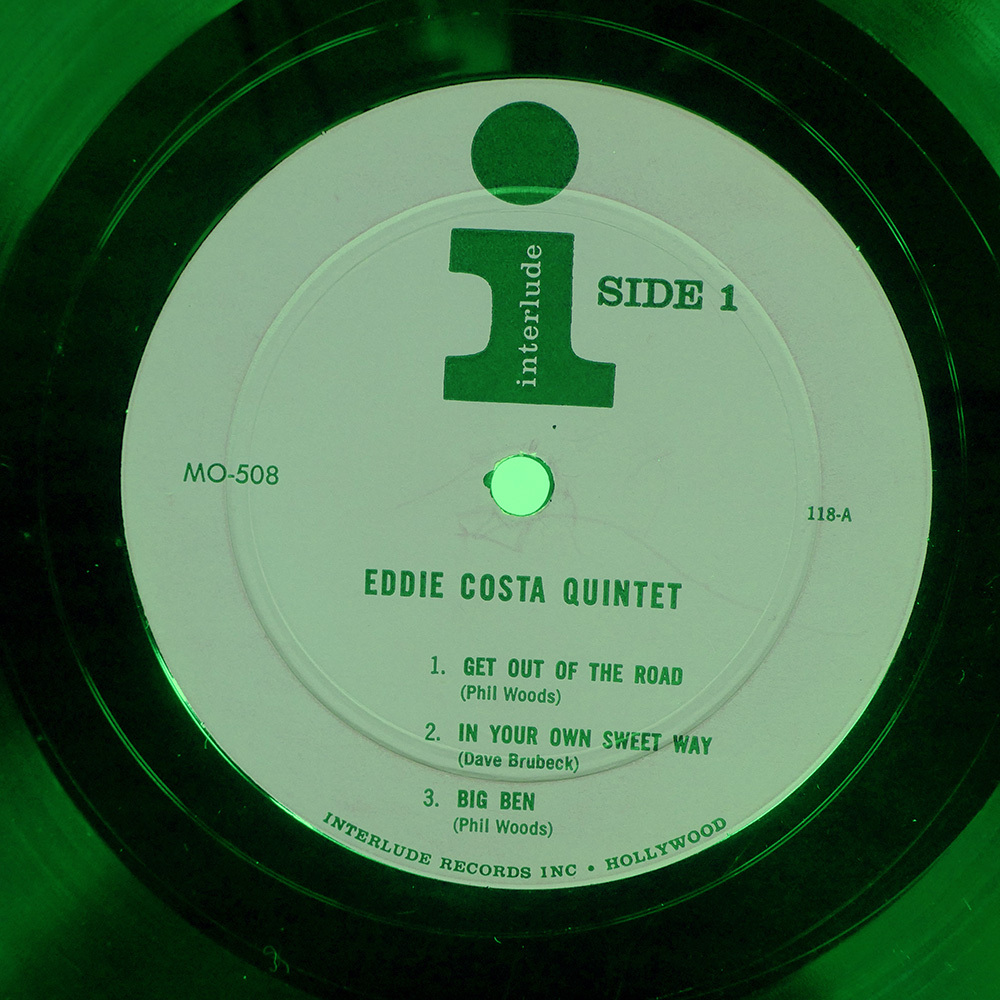 interlude
SIDE 1
MO-508
118-A
EDDIE COSTA QUINTET
1. GET OUT OF THE ROAD
(Phil Woods)
2. IN YOUR OWN SWEET WAY
(Dave Brubeck)
3. BIG BEN
(Phil Woods)
INTERLUDE RECORDS INC • HOLLYWOOD